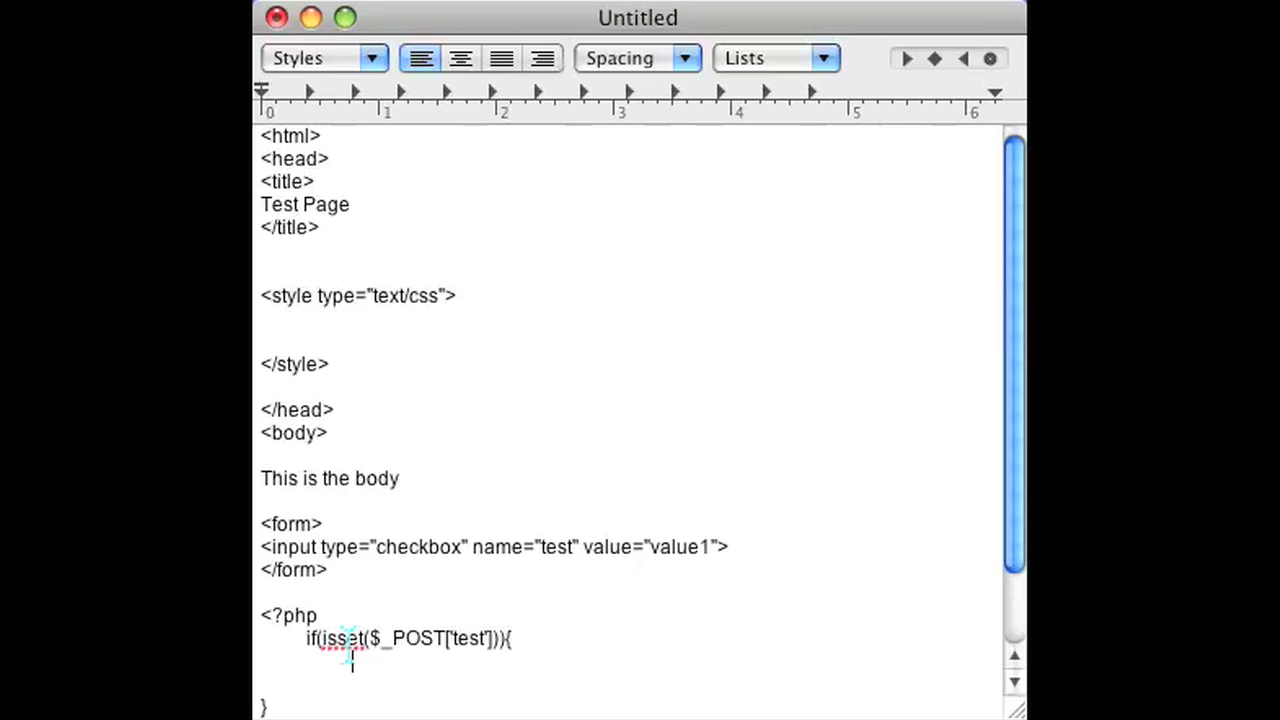 Untitled
Styles Spacing Lists
0 1 2 3 4 5 6
<html>
<head>
<title>
Test Page
</title>
<style type="text/css">
</style>
</head>
<body>
This is the body
<form>
<input type="checkbox" name="test" value="value1">
</form>
<?php
if(isset($_POST['test'])){
}